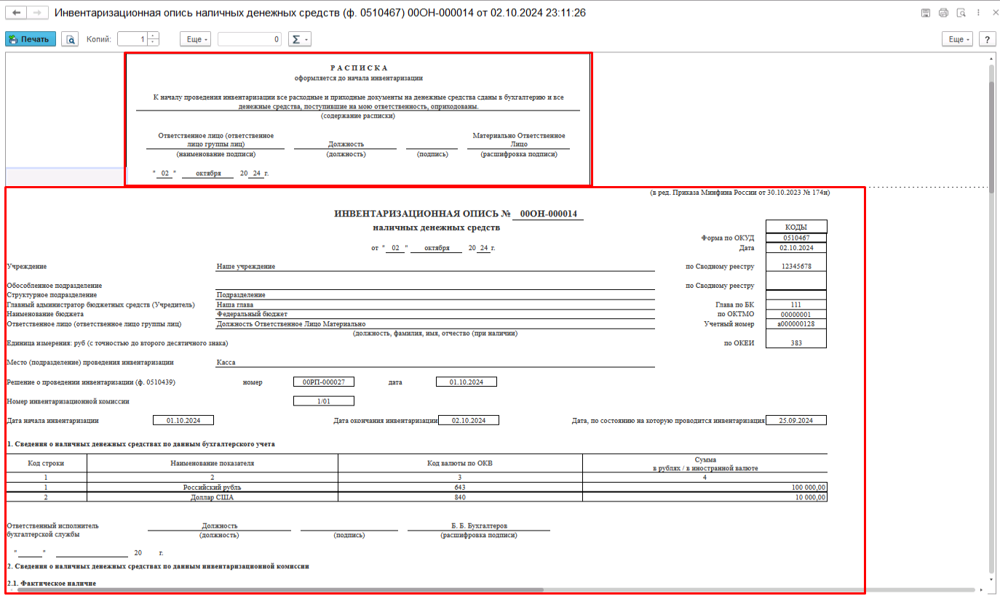 Инвентаризационная опись наличных денежных средств (ф. 0510467) 00ОН-000014 от 02.10.2024 23:11:26
Печать Копий: 1 Еще 0 Σ Еще ?
Р А С П И С К А
оформляется до начала инвентаризации
К началу проведения инвентаризации все расходные и приходные документы на денежные средства сданы в бухгалтерию и все
денежные средства, поступившие на мою ответственность, оприходованы.
(содержание расписки)
Ответственное лицо (ответственное лицо группы лиц) Должность Материально Ответственное Лицо
(наименование подписи) (должность) (подпись) (расшифровка подписи)
" 02 " октября 20 24 г.
(в ред. Приказа Минфина России от 30.10.2023 № 174н)
ИНВЕНТАРИЗАЦИОННАЯ ОПИСЬ № 00ОН-000014
наличных денежных средств
КОДЫ
Форма по ОКУД 0510467
от " 02 " октября 20 24 г. Дата 02.10.2024
Учреждение Наше учреждение по Сводному реестру 12345678
Обособленное подразделение по Сводному реестру
Структурное подразделение Подразделение
Главный администратор бюджетных средств (Учредитель) Наша глава Глава по БК 111
Наименование бюджета Федеральный бюджет по ОКТМО 00000001
Ответственное лицо (ответственное лицо группы лиц) Должность Ответственное Лицо Материально Учетный номер а000000128
(должность, фамилия, имя, отчество (при наличии)
Единица измерения: руб (с точностью до второго десятичного знака) по ОКЕИ 383
Место (подразделение) проведения инвентаризации Касса
Решение о проведении инвентаризации (ф. 0510439) номер 00РП-000027 дата 01.10.2024
Номер инвентаризационной комиссии 1/01
Дата начала инвентаризации 01.10.2024 Дата окончания инвентаризации 02.10.2024 Дата, по состоянию на которую проводится инвентаризация 25.09.2024
1. Сведения о наличных денежных средствах по данным бухгалтерского учета
Код строки Наименование показателя Код валюты по ОКВ Сумма в рублях / в иностранной валюте
1 2 3 4
1 Российский рубль 643 100 000,00
2 Доллар США 840 10 000,00
Ответственный исполнитель бухгалтерской службы Должность Б. Б. Бухгалтеров
(должность) (подпись) (расшифровка подписи)
" " 20 г.
2. Сведения о наличных денежных средствах по данным инвентаризационной комиссии
2.1. Фактическое наличие